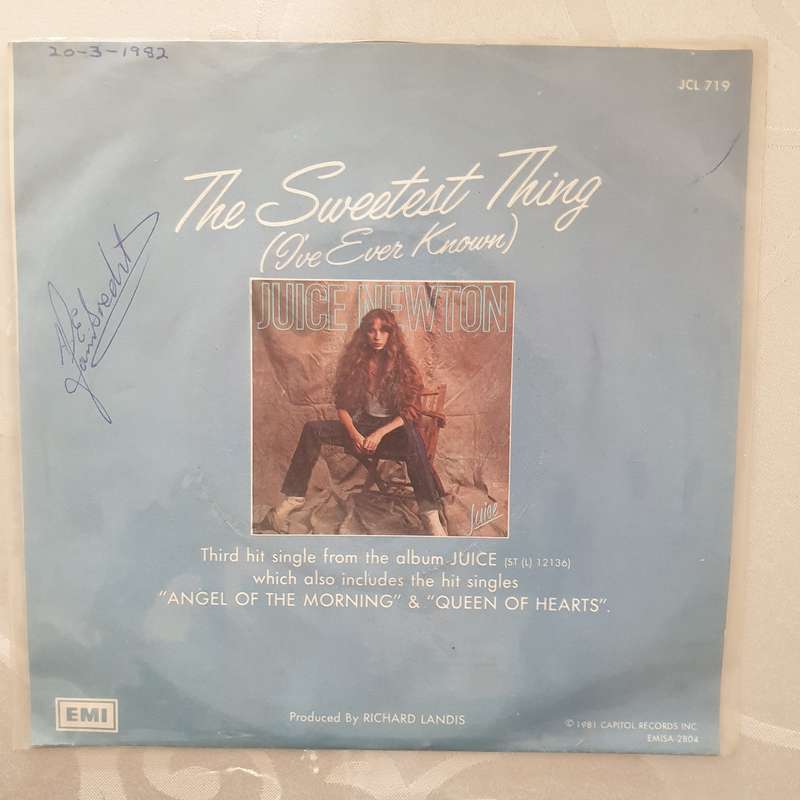 20-3-1982
JCL 719
The Sweetest Thing
(I've Ever Known)
JUICE NEWTON
Juice
Third hit single from the album JUICE (ST (L) 12136)
which also includes the hit singles
"ANGEL OF THE MORNING" & "QUEEN OF HEARTS".
EMI
Produced By RICHARD LANDIS
© 1981 CAPITOL RECORDS INC.
EMISA-2804